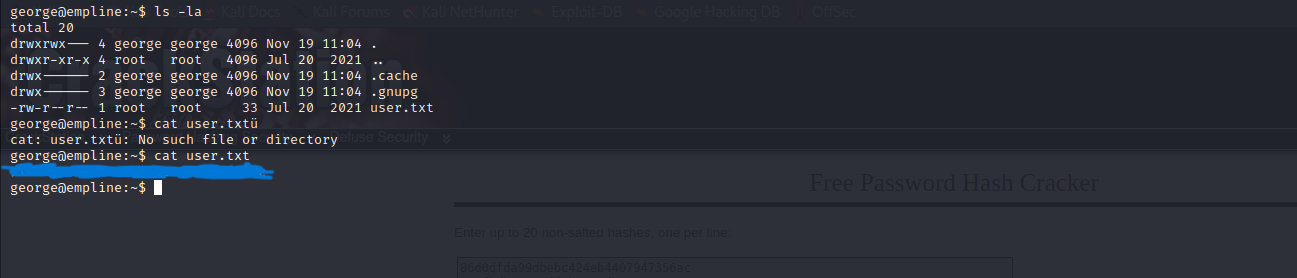 Kali Docs Kali Forums Kali NetHunter Exploit-DB Google Hacking DB OffSec
george@empline:~$ ls -la
total 20
drwxrwx--- 4 george george 4096 Nov 19 11:04 .
drwxr-xr-x 4 root   root   4096 Jul 20  2021 ..
drwx------ 2 george george 4096 Nov 19 11:04 .cache
drwx------ 3 george george 4096 Nov 19 11:04 .gnupg
-rw-r--r-- 1 root   root     33 Jul 20  2021 user.txt
george@empline:~$ cat user.txtü
cat: user.txtü: No such file or directory
efuse Security
george@empline:~$ cat user.txt
george@empline:~$
Free Password Hash Cracker
Enter up to 20 non-salted hashes, one per line: